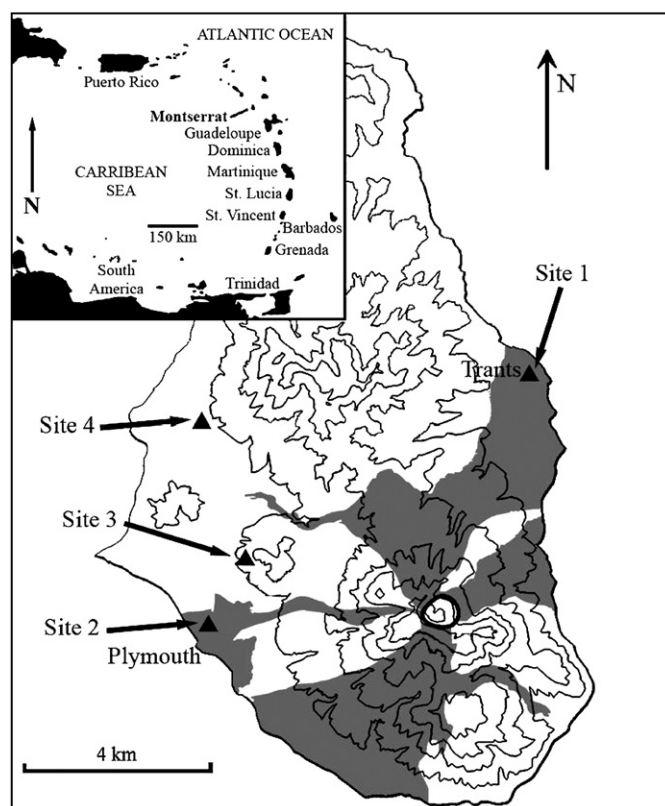 ATLANTIC OCEAN
Puerto Rico
Montserrat
Guadeloupe
Dominica
CARRIBEAN
SEA
Martinique
St. Lucia
N
150 km
St. Vincent
Barbados
Grenada
South
America
Trinidad
N
Site 1
Trants
Site 4
Site 3
Site 2
Plymouth
4 km